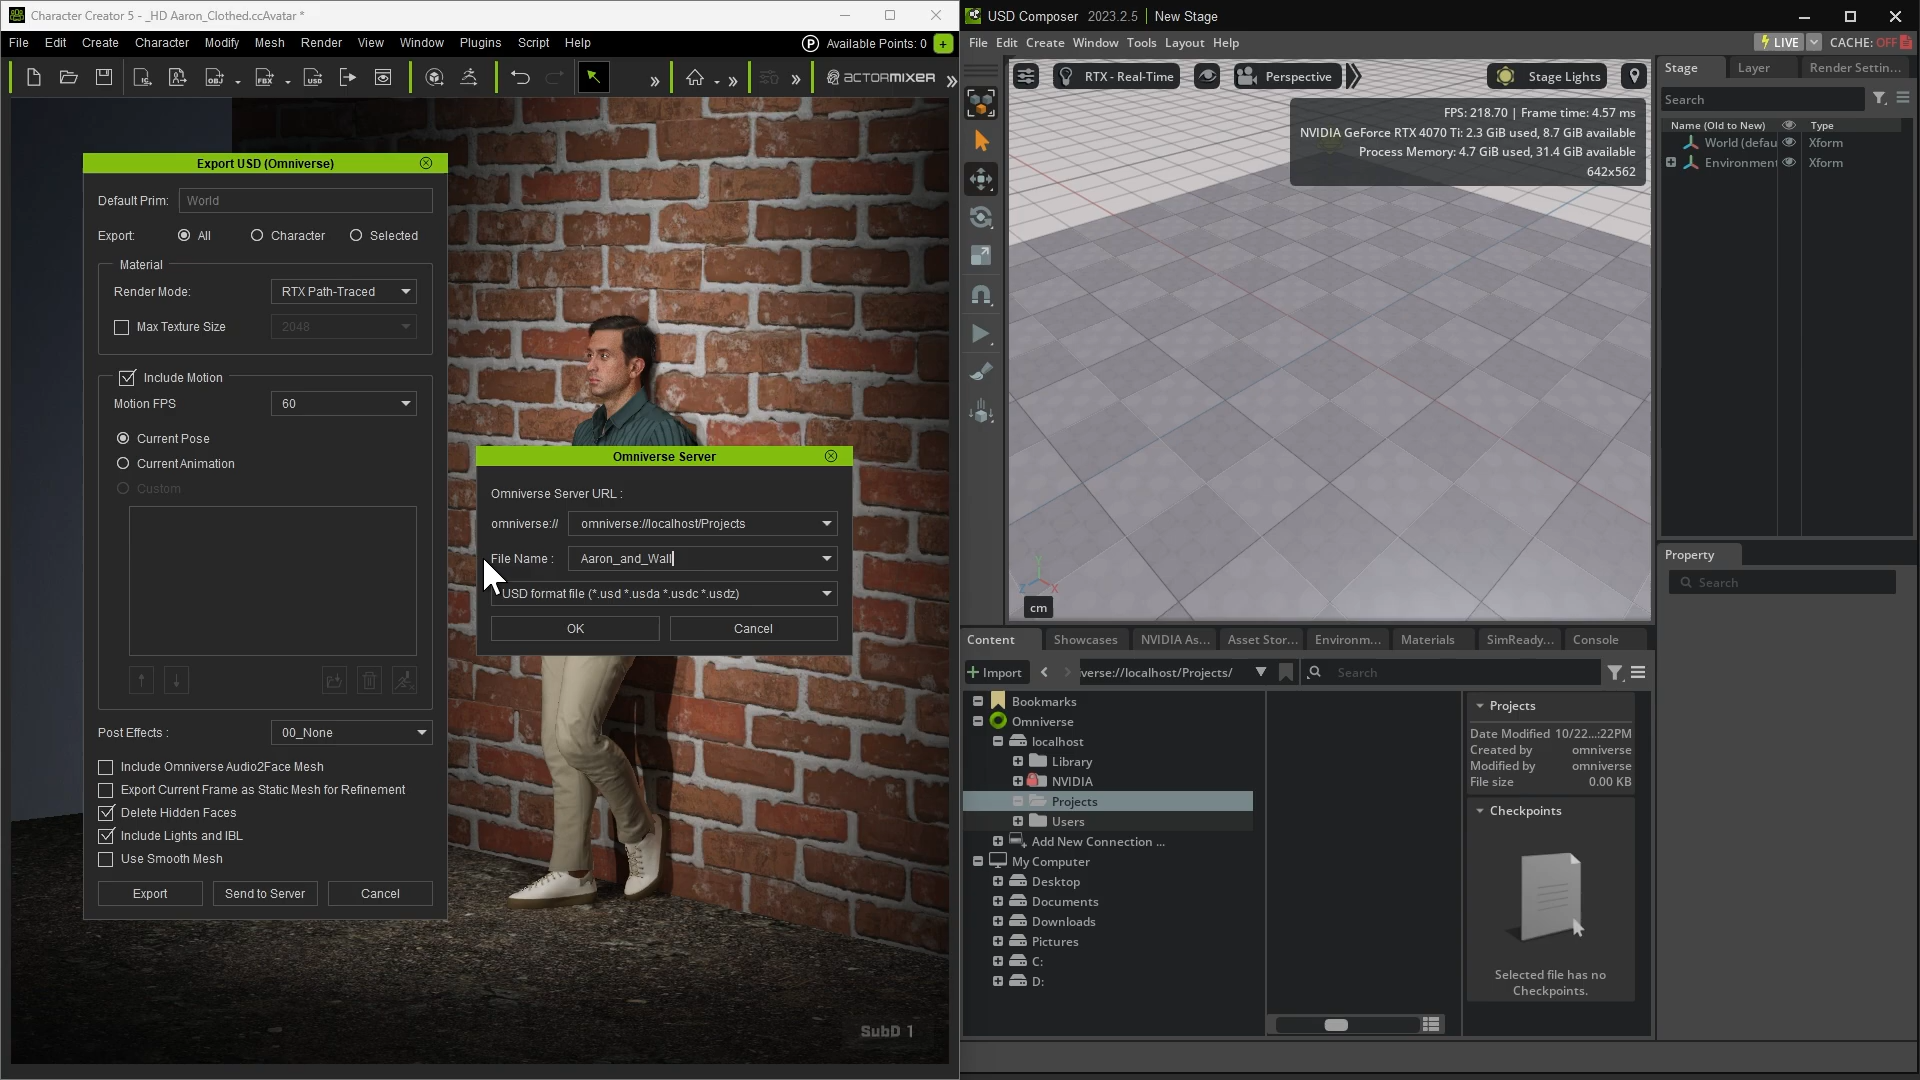 Character Creator 5 - _HD Aaron_Clothed.ccAvatar *
File Edit Create Character Modify Mesh Render View Window Plugins Script Help
Available Points: 0
ACTORMIXER
Export USD (Omniverse)
Default Prim: World
Export: All Character Selected
Material
Render Mode: RTX Path-Traced
Max Texture Size 2048
Include Motion
Motion FPS 60
Current Pose
Current Animation
Custom
Post Effects : 00_None
Include Omniverse Audio2Face Mesh
Export Current Frame as Static Mesh for Refinement
Delete Hidden Faces
Include Lights and IBL
Use Smooth Mesh
Export Send to Server Cancel
Omniverse Server
Omniverse Server URL :
omniverse:// omniverse://localhost/Projects
File Name : Aaron_and_Wall
USD format file (*.usd *.usda *.usdc *.usdz)
OK Cancel
SubD 1
USD Composer 2023.2.5 New Stage
File Edit Create Window Tools Layout Help
LIVE CACHE: OFF
RTX - Real-Time Perspective Stage Lights
FPS: 218.70 | Frame time: 4.57 ms
NVIDIA GeForce RTX 4070 Ti: 2.3 GiB used, 8.7 GiB available
Process Memory: 4.7 GiB used, 31.4 GiB available
642x562
Y
Z X
cm
Stage Layer Render Settin...
Search
Name (Old to New) Type
World (defau Xform
Environment Xform
Property
Search
Content Showcases NVIDIA As... Asset Stor... Environm... Materials SimReady... Console
Import verse://localhost/Projects/ Search
Bookmarks
Omniverse
localhost
Library
NVIDIA
Projects
Users
Add New Connection ...
My Computer
Desktop
Documents
Downloads
Pictures
C:
D:
Projects
Date Modified 10/22...:22PM
Created by omniverse
Modified by omniverse
File size 0.00 KB
Checkpoints
Selected file has no
Checkpoints.